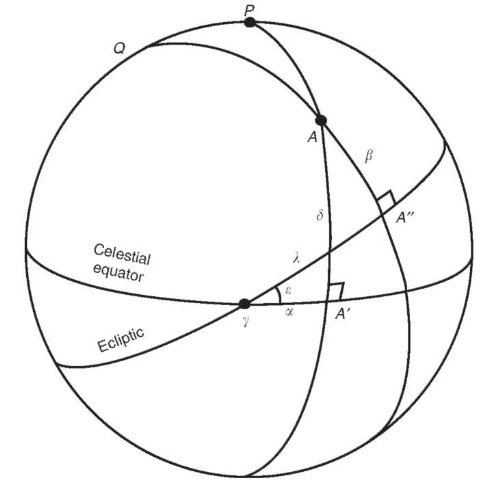 P
Q
A
β
A″
δ
Celestial
equator
λ
ε
α
A′
γ
Ecliptic